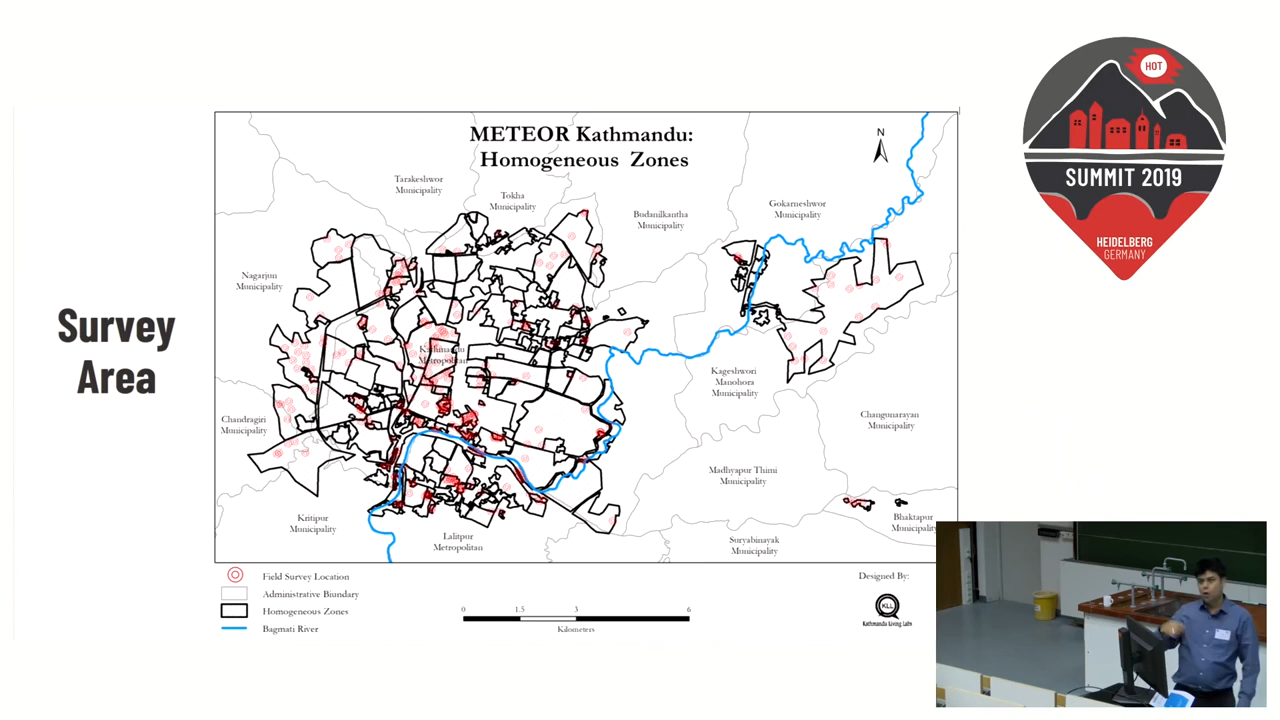 Survey
Area
METEOR Kathmandu:
Homogeneous Zones
N
Tarakeshwor
Municipality
Tokha
Municipality
Budanilkantha
Municipality
Gokarneshwor
Municipality
Nagarjun
Municipality
Kathmandu
Metropolitan
Kageshwori
Manohora
Municipality
Chandragiri
Municipality
Changunarayan
Municipality
Madhyapur Thimi
Municipality
Kritipur
Municipality
Lalitpur
Metropolitan
Suryabinayak
Municipality
Bhaktapur
Municipality
Field Survey Location
Administrative Biundary
Homogeneous Zones
Bagmati River
0 1.5 3 6
Kilometers
Designed By:
KLL
Kathmandu Living Labs
HOT
SUMMIT 2019
HEIDELBERG
GERMANY